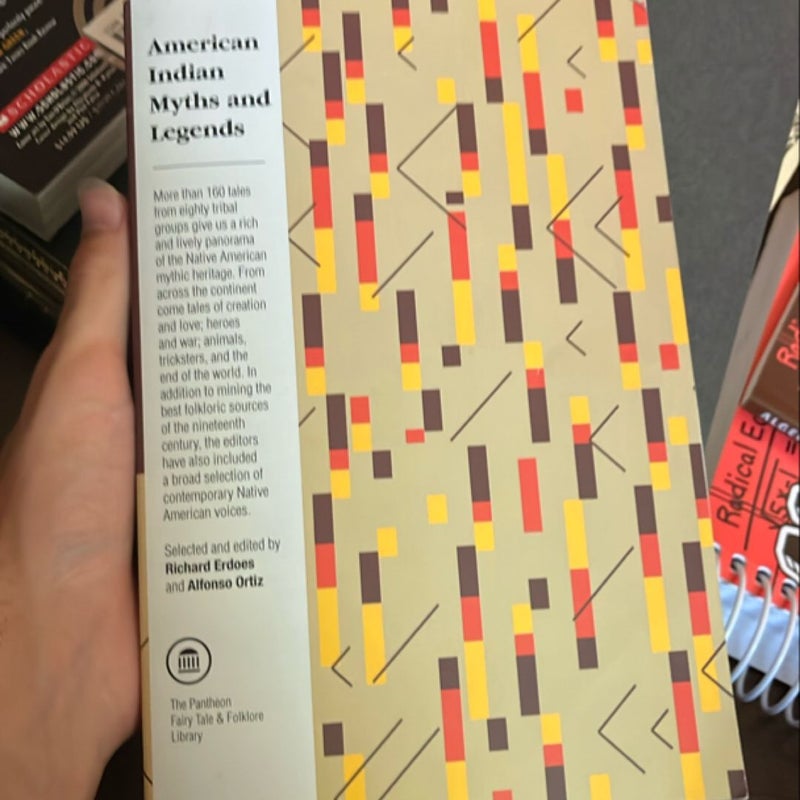 American
Indian
Myths and
Legends
More than 160 tales
from eighty tribal
groups give us a rich
and lively panorama
of the Native American
mythic heritage. From
across the continent
come tales of creation
and love; heroes
and war; animals,
tricksters, and the
end of the world. In
addition to mining the
best folkloric sources
of the nineteenth
century, the editors
have also included
a broad selection of
contemporary Native
American voices.
Selected and edited by
Richard Erdoes
and Alfonso Ortiz
The Pantheon
Fairy Tale & Folklore
Library
SCHOLASTIC
WWW.SCHOLASTIC.COM
Radical